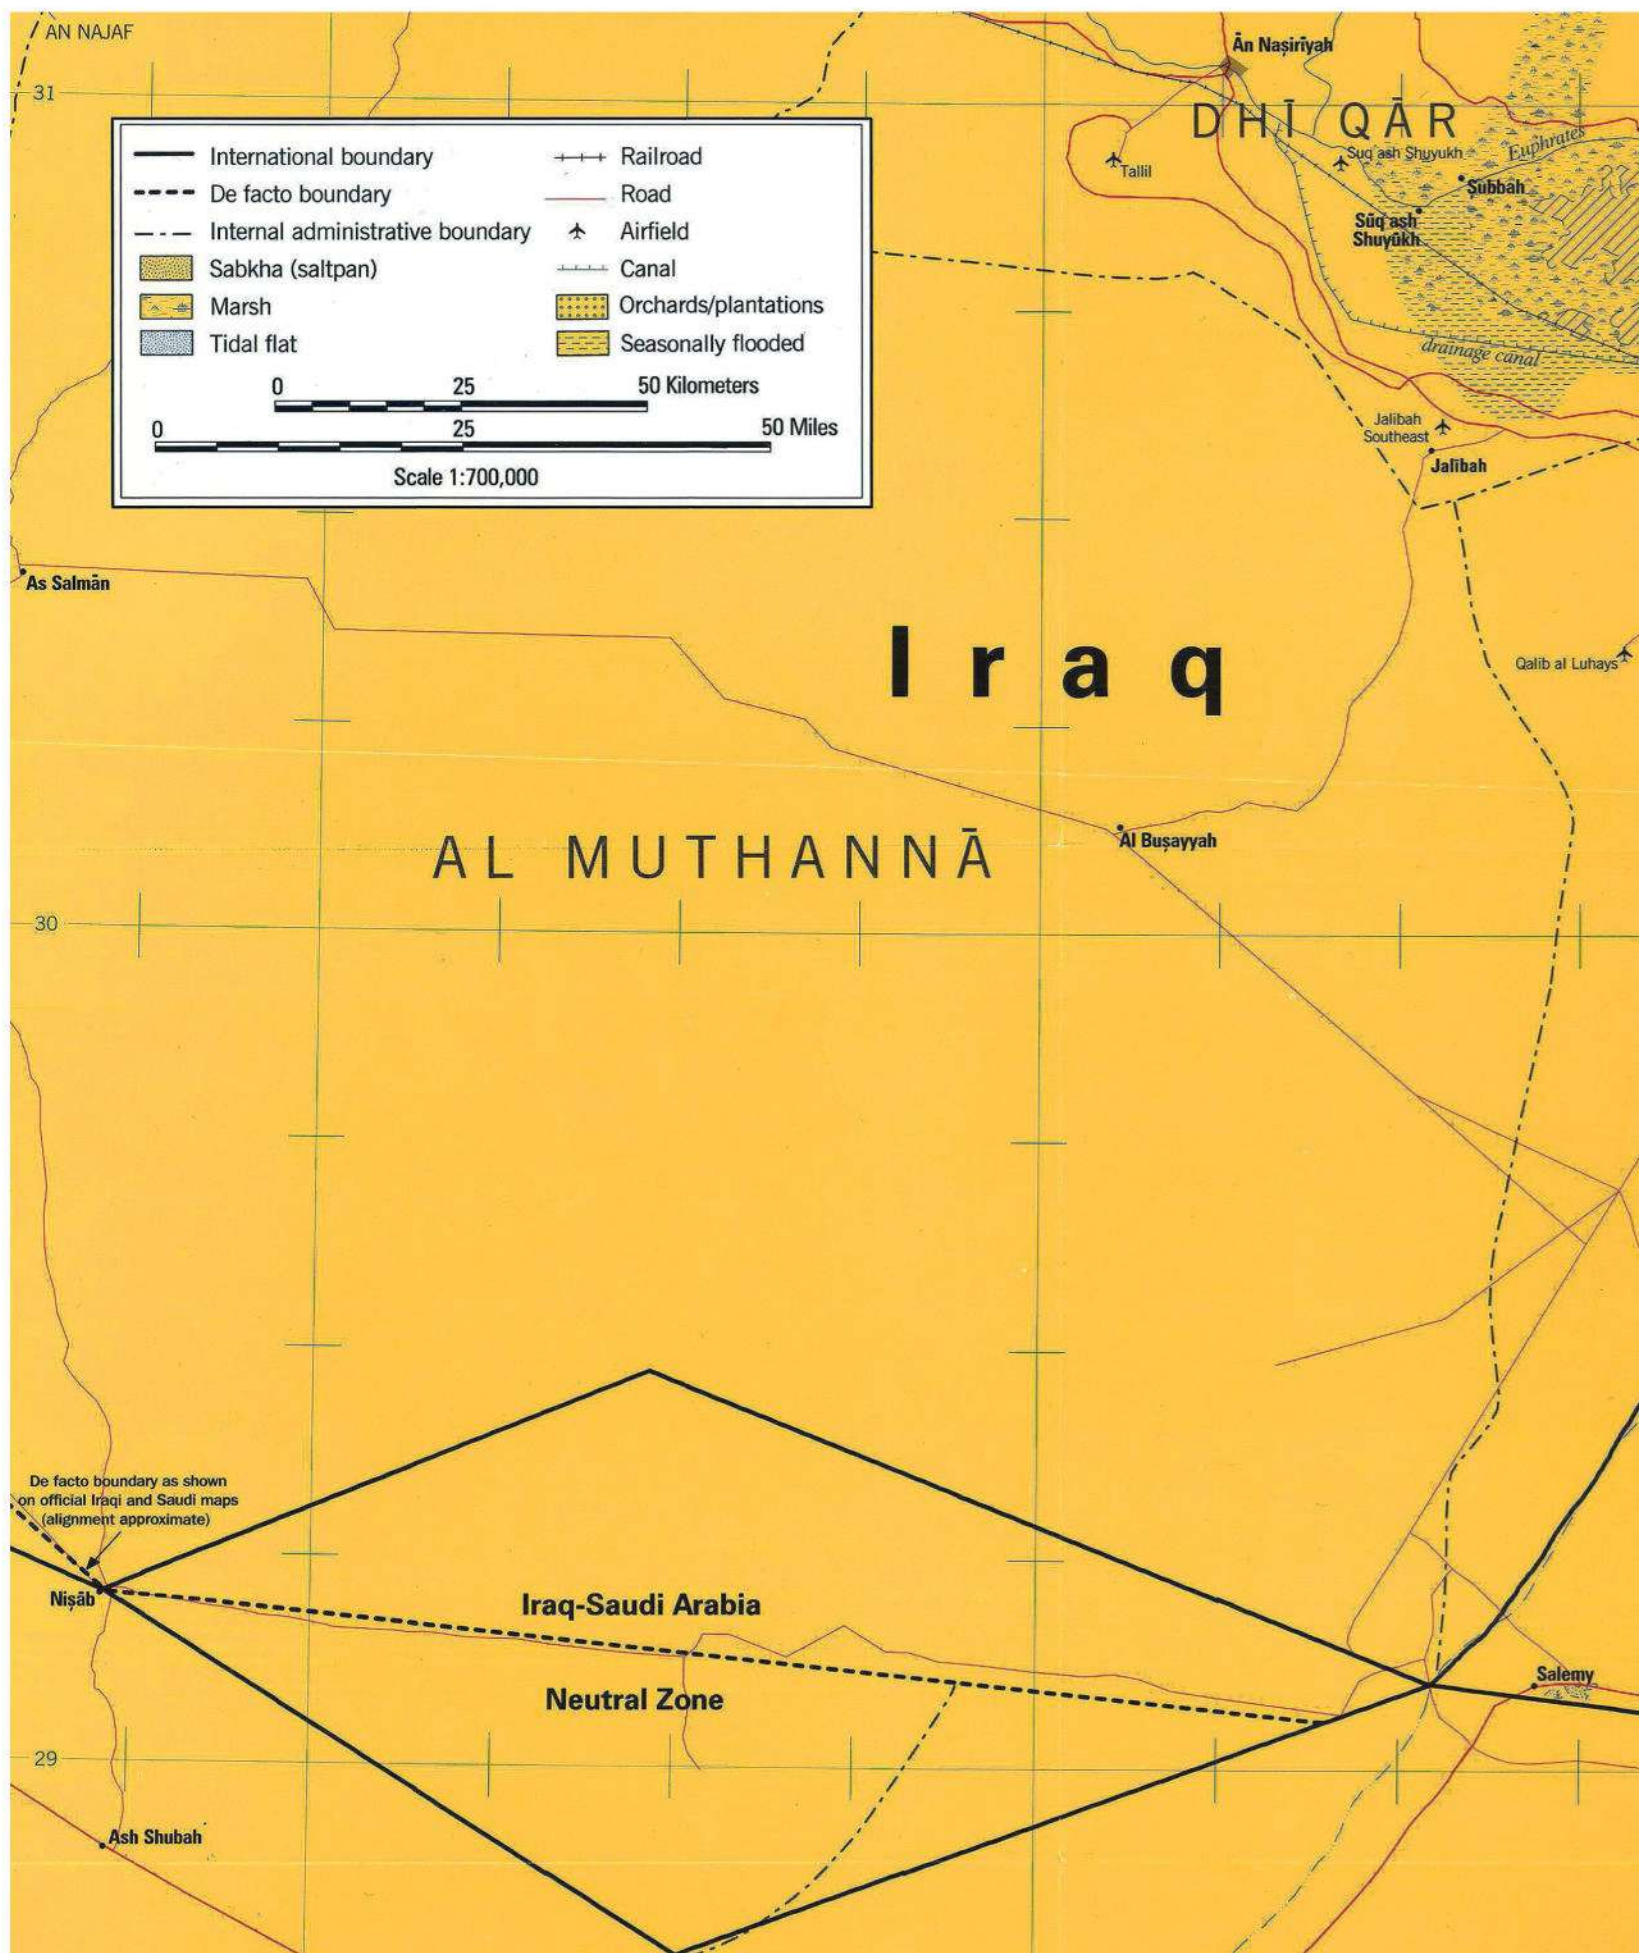 AN NAJAF
31
Ān Naṣirīyah
DHĪ QĀR
Euphrates
Suq ash Shuyukh
Tallil
Ṣubbah
Sūq ash
Shuyūkh
International boundary
De facto boundary
Internal administrative boundary
Sabkha (saltpan)
Marsh
Tidal flat
Railroad
Road
Airfield
Canal
Orchards/plantations
Seasonally flooded
0 25 50 Kilometers
0 25 50 Miles
Scale 1:700,000
drainage canal
Jalibah
Southeast
Jalībah
As Salmān
Iraq
Qalib al Luhays
Al Buṣayyah
AL MUTHANNĀ
30
De facto boundary as shown
on official Iraqi and Saudi maps
(alignment approximate)
Niṣāb
Iraq-Saudi Arabia
Neutral Zone
Salemy
29
Ash Shubah